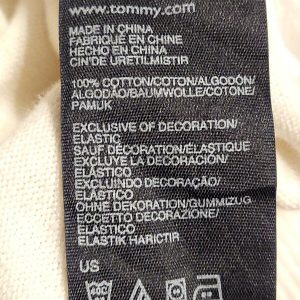 www.tommy.com
MADE IN CHINA
FABRIQUÉ EN CHINE
HECHO EN CHINA
ÇIN'DE ÜRETILMISTIR
100% COTTON/COTON/ALGODÓN/
ALGODÃO/BAUMWOLLE/COTONE/
PAMUK
EXCLUSIVE OF DECORATION/
ELASTIC
SAUF DÉCORATION/ÉLASTIQUE
EXCLUYE LA DECORACIÓN/
ELÁSTICO
EXCLUINDO DECORAÇÃO/
ELÁSTICO
OHNE DEKORATION/GUMMIZUG
ECCETTO DECORAZIONE/
ELASTICO
ELASTIK HARICTIR
US